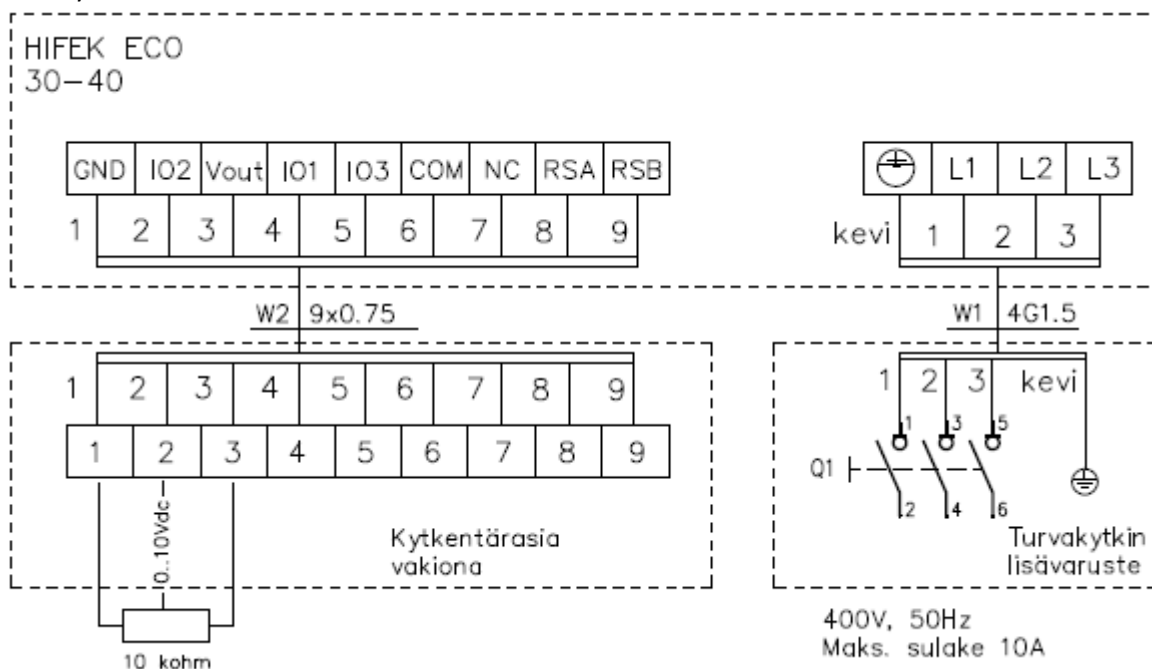 HIFEK ECO
30-40
GND IO2 Vout IO1 IO3 COM NC RSA RSB
L1 L2 L3
1 2 3 4 5 6 7 8 9
kevi 1 2 3
W2 9x0.75
W1 4G1.5
1 2 3 4 5 6 7 8 9
1 2 3 kevi
1 2 3 4 5 6 7 8 9
1 3 5
Q1
2 4 6
0..10Vdc
Kytkentärasia
vakiona
Turvakytkin
lisävaruste
10 kohm
400V, 50Hz
Maks. sulake 10A